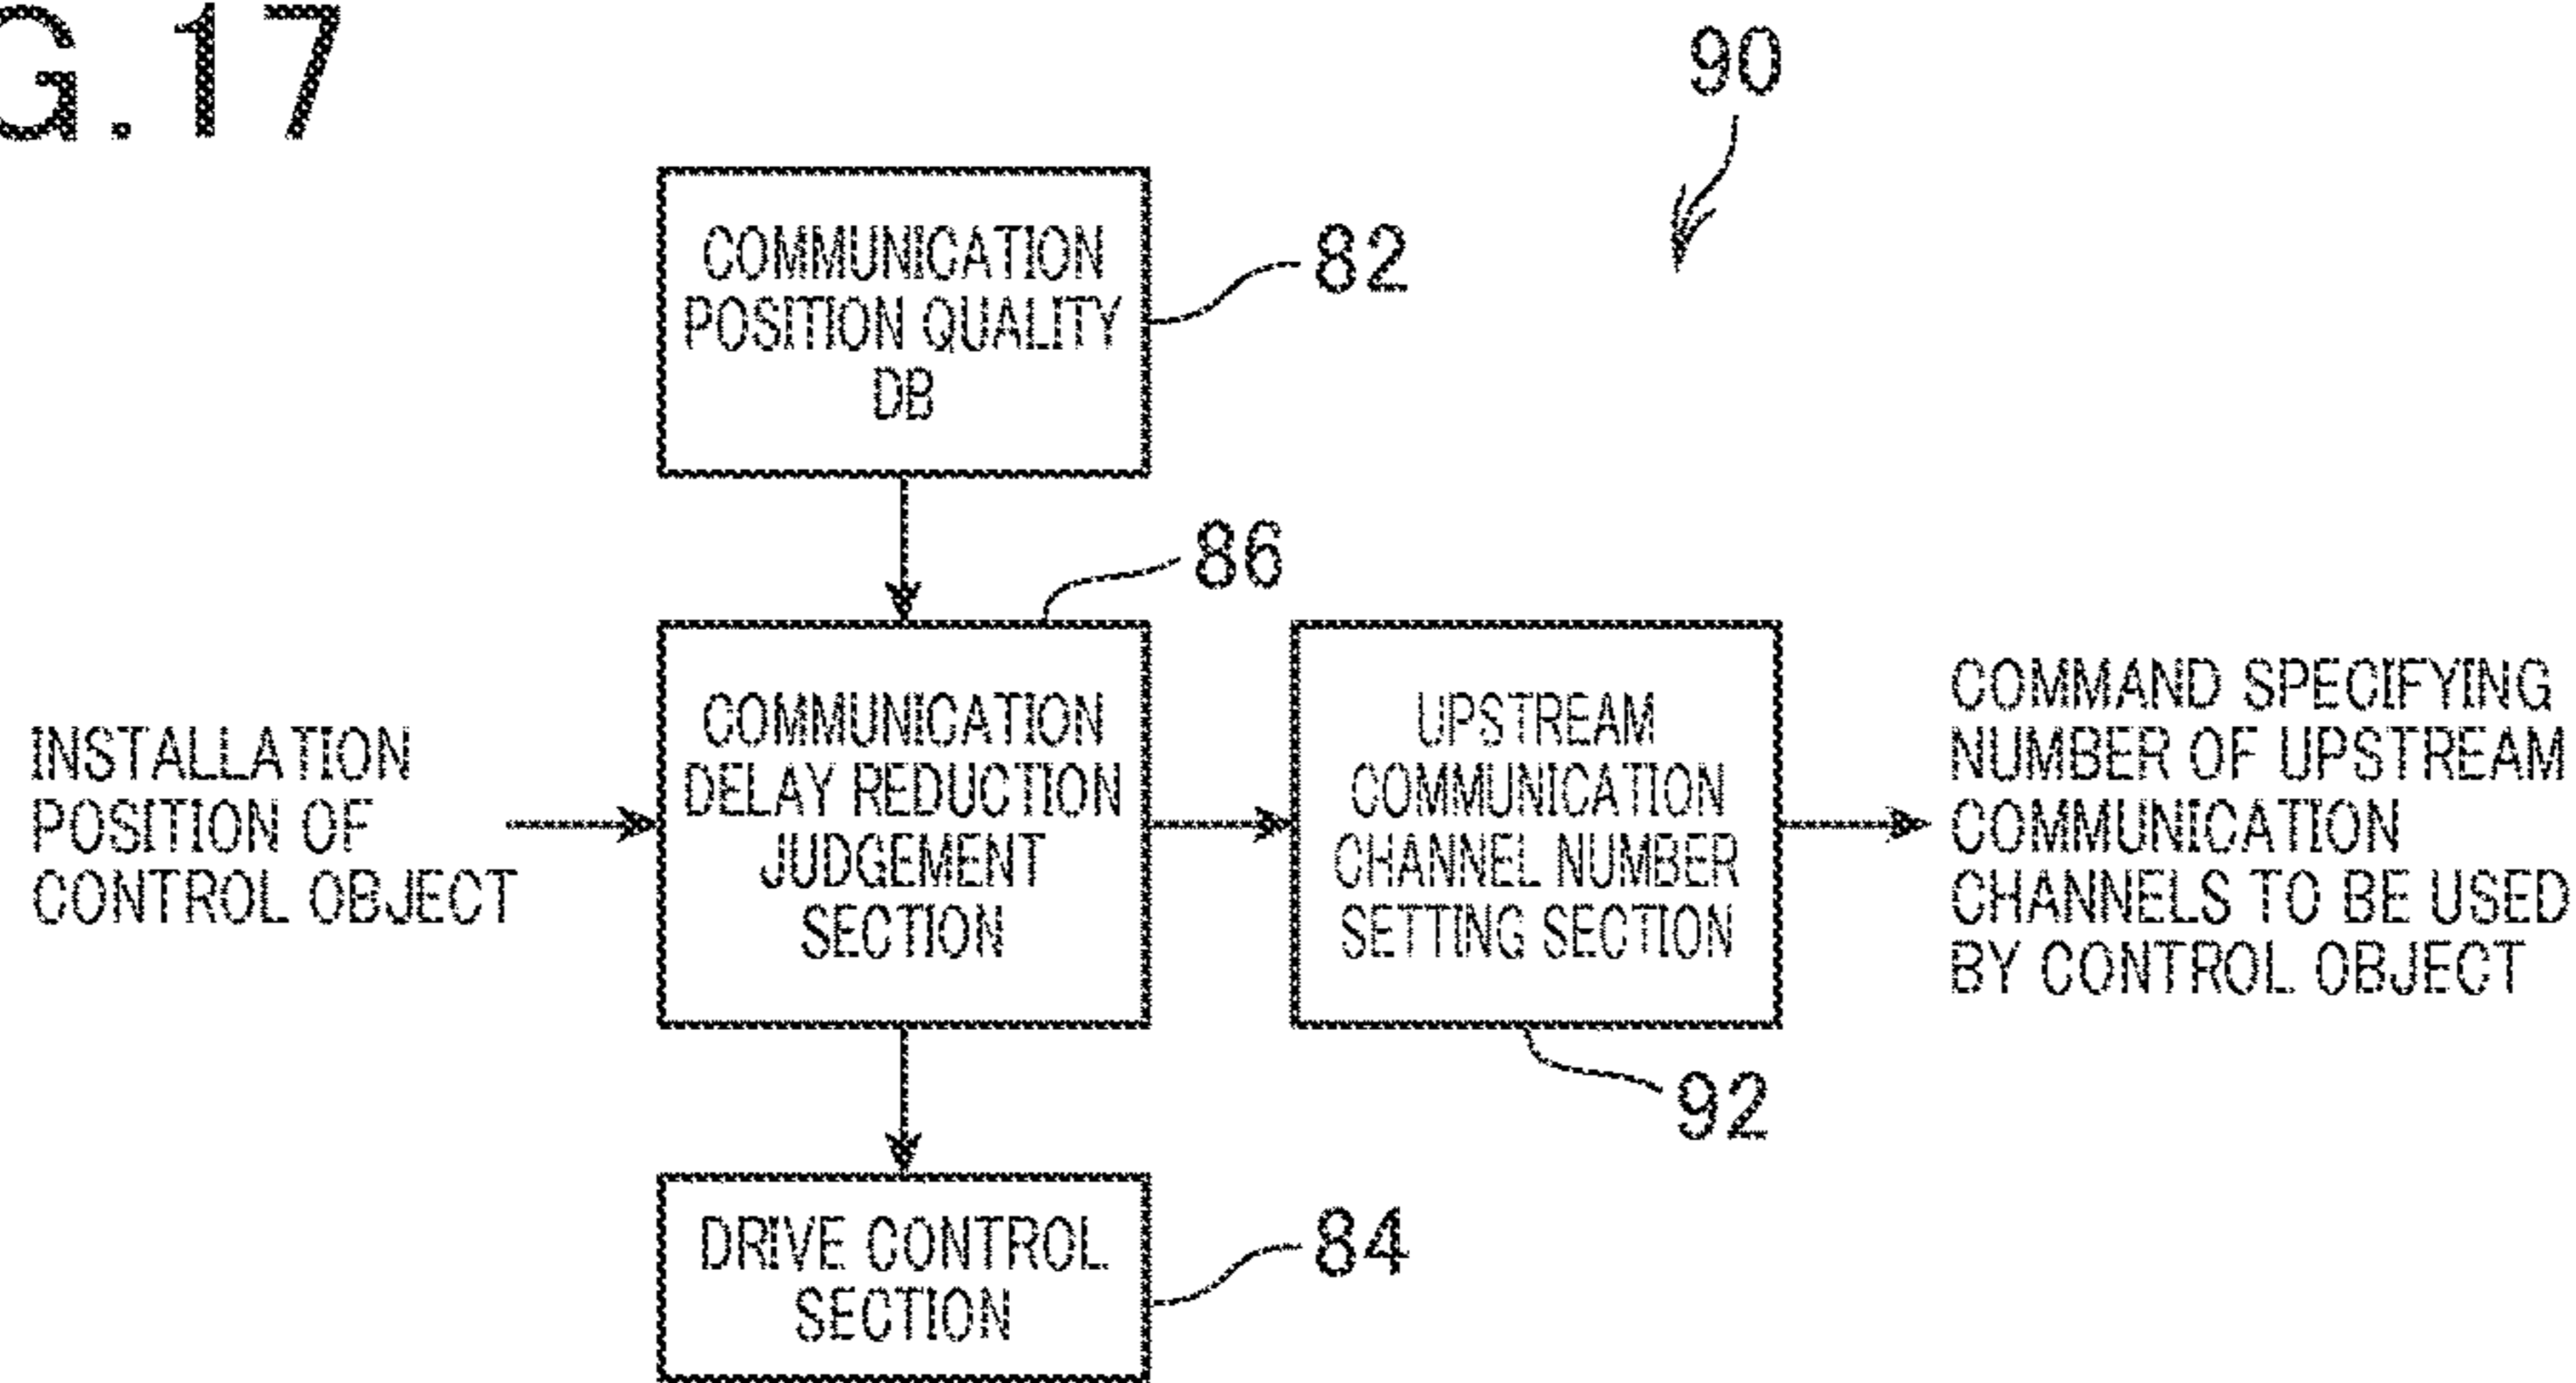 G.17
90
COMMUNICATION
POSITION QUALITY
DB
82
86
INSTALLATION
POSITION OF
CONTROL OBJECT
COMMUNICATION
DELAY REDUCTION
JUDGEMENT
SECTION
UPSTREAM
COMMUNICATION
CHANNEL NUMBER
SETTING SECTION
COMMAND SPECIFYING
NUMBER OF UPSTREAM
COMMUNICATION
CHANNELS TO BE USED
BY CONTROL OBJECT
92
DRIVE CONTROL
SECTION
84